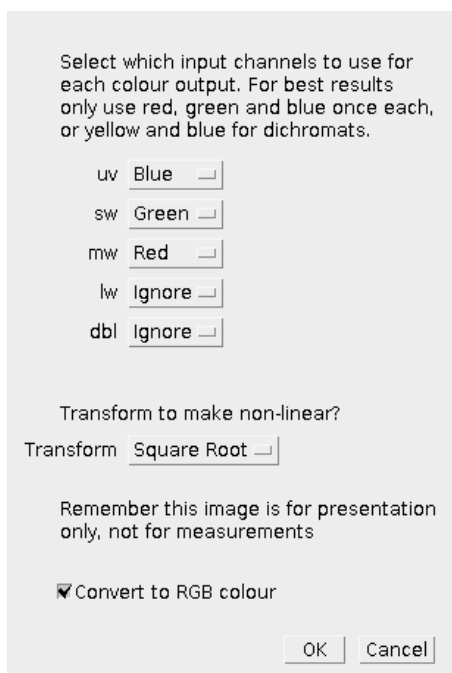 Select which input channels to use for
each colour output. For best results
only use red, green and blue once each,
or yellow and blue for dichromats.
uv Blue
sw Green
mw Red
lw Ignore
dbl Ignore
Transform to make non-linear?
Transform Square Root
Remember this image is for presentation
only, not for measurements
Convert to RGB colour
OK Cancel